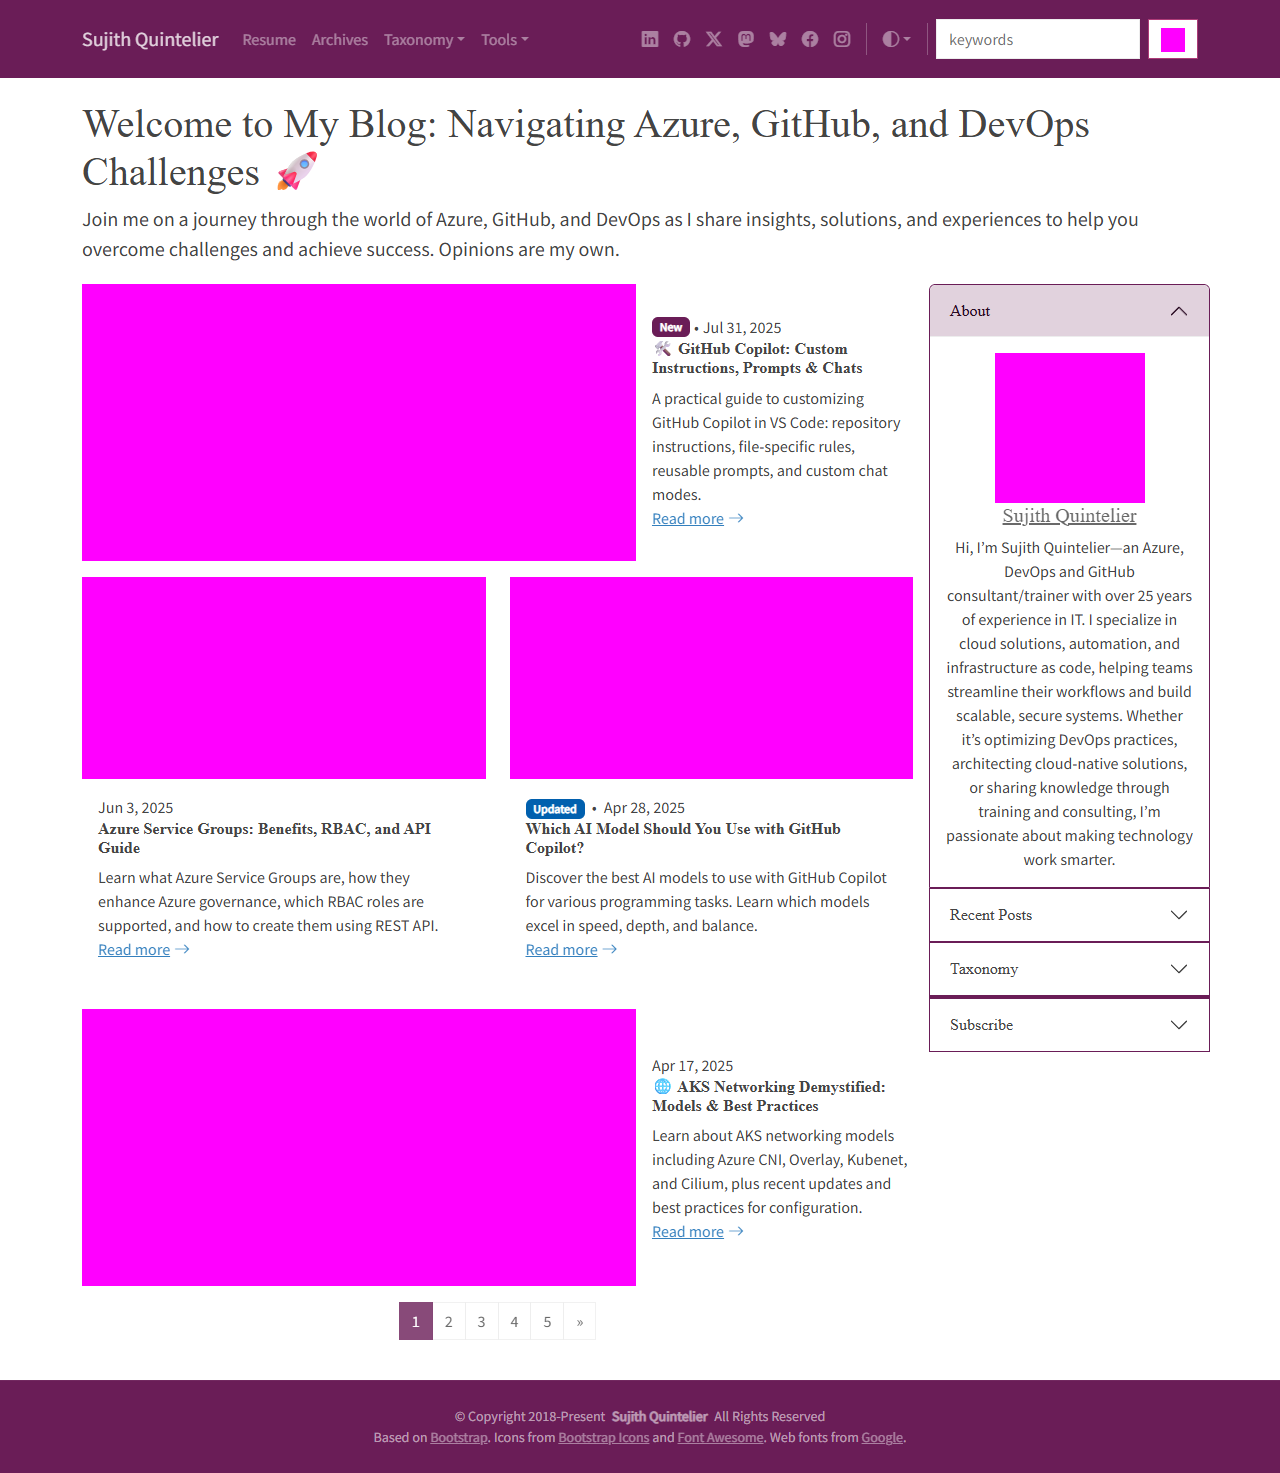 Sujith Quintelier Resume Archives Taxonomy Tools keywords
Welcome to My Blog: Navigating Azure, GitHub, and DevOps
Challenges 🚀
Join me on a journey through the world of Azure, GitHub, and DevOps as I share insights, solutions, and experiences to help you
overcome challenges and achieve success. Opinions are my own.
New • Jul 31, 2025
🛠️ GitHub Copilot: Custom
Instructions, Prompts & Chats
A practical guide to customizing
GitHub Copilot in VS Code: repository
instructions, file-specific rules,
reusable prompts, and custom chat
modes.
Read more →
Jun 3, 2025
Azure Service Groups: Benefits, RBAC, and API
Guide
Learn what Azure Service Groups are, how they
enhance Azure governance, which RBAC roles are
supported, and how to create them using REST API.
Read more →
Updated • Apr 28, 2025
Which AI Model Should You Use with GitHub
Copilot?
Discover the best AI models to use with GitHub Copilot
for various programming tasks. Learn which models
excel in speed, depth, and balance.
Read more →
Apr 17, 2025
🌐 AKS Networking Demystified:
Models & Best Practices
Learn about AKS networking models
including Azure CNI, Overlay, Kubenet,
and Cilium, plus recent updates and
best practices for configuration.
Read more →
1 2 3 4 5 »
About
Sujith Quintelier
Hi, I’m Sujith Quintelier—an Azure,
DevOps and GitHub
consultant/trainer with over 25 years
of experience in IT. I specialize in
cloud solutions, automation, and
infrastructure as code, helping teams
streamline their workflows and build
scalable, secure systems. Whether
it’s optimizing DevOps practices,
architecting cloud-native solutions,
or sharing knowledge through
training and consulting, I’m
passionate about making technology
work smarter.
Recent Posts
Taxonomy
Subscribe
© Copyright 2018-Present Sujith Quintelier All Rights Reserved
Based on Bootstrap. Icons from Bootstrap Icons and Font Awesome. Web fonts from Google.